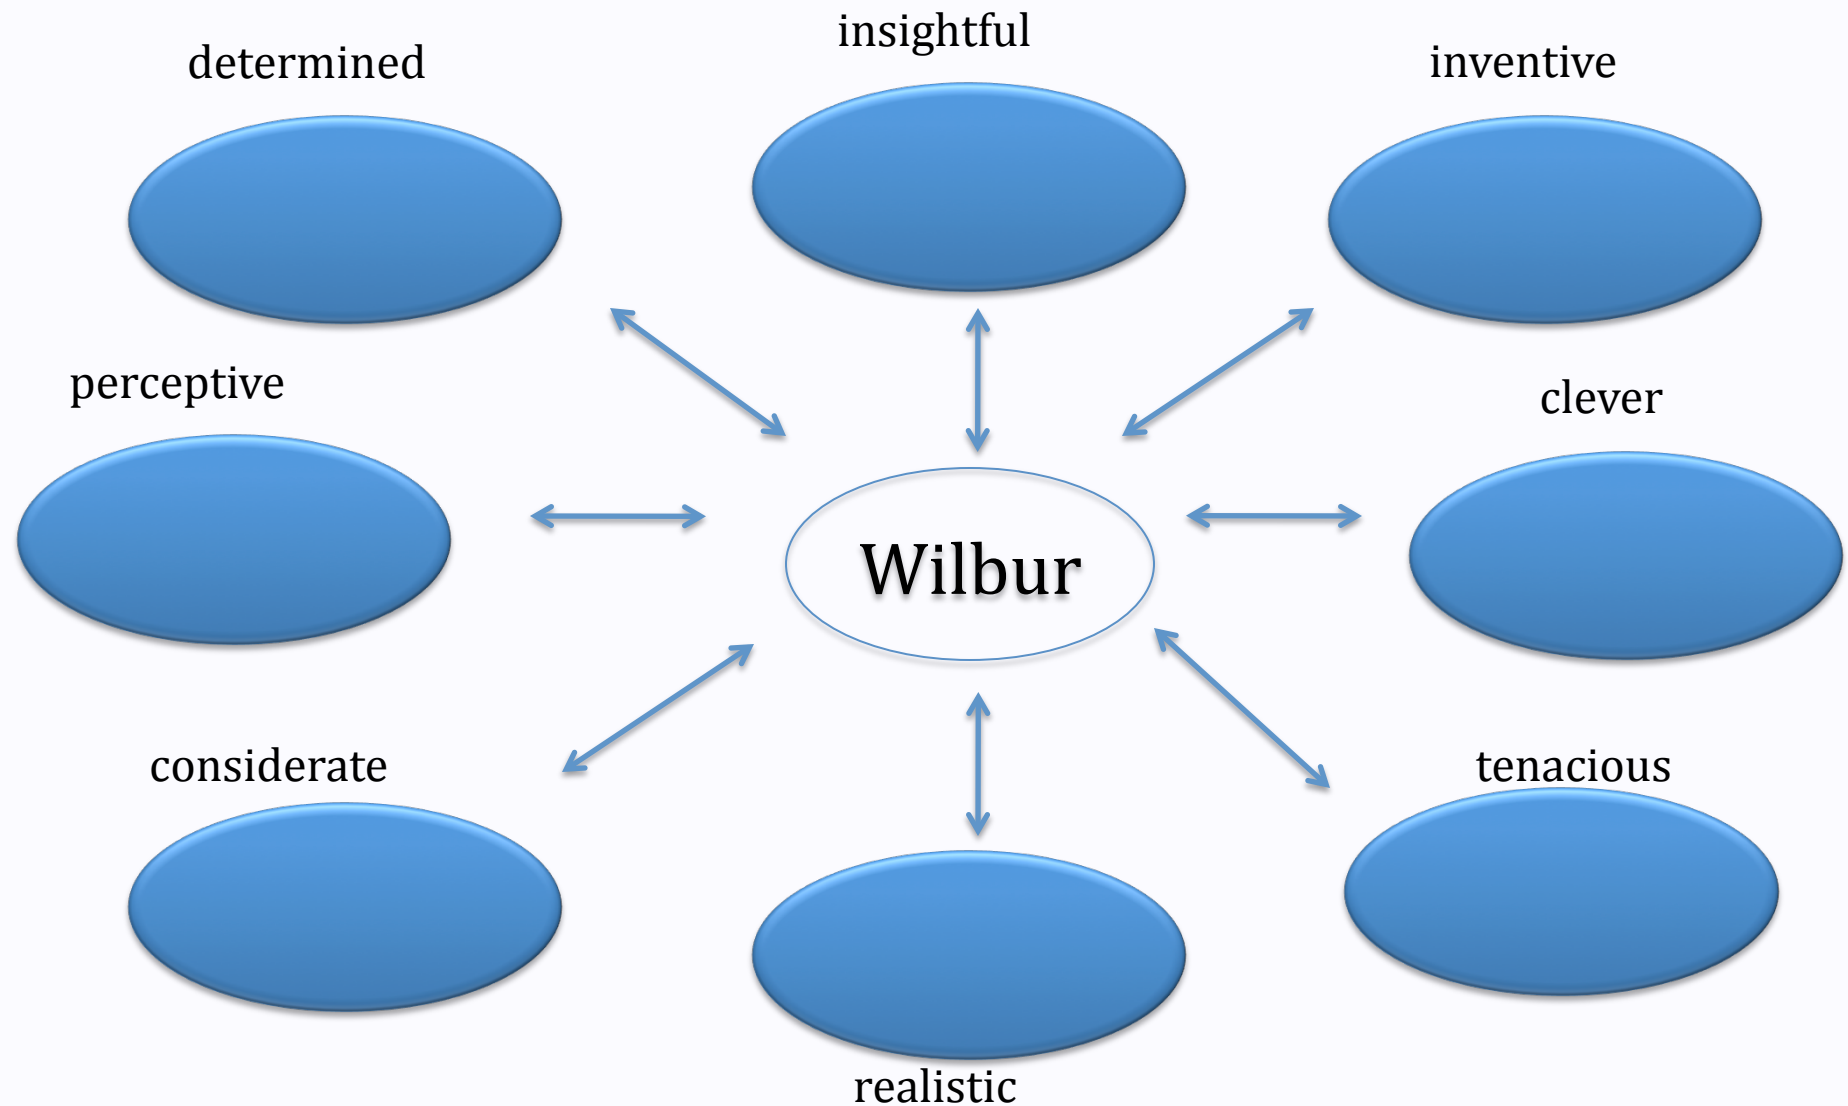 insightful
determined
inventive
perceptive
clever
Wilbur
considerate
tenacious
realistic